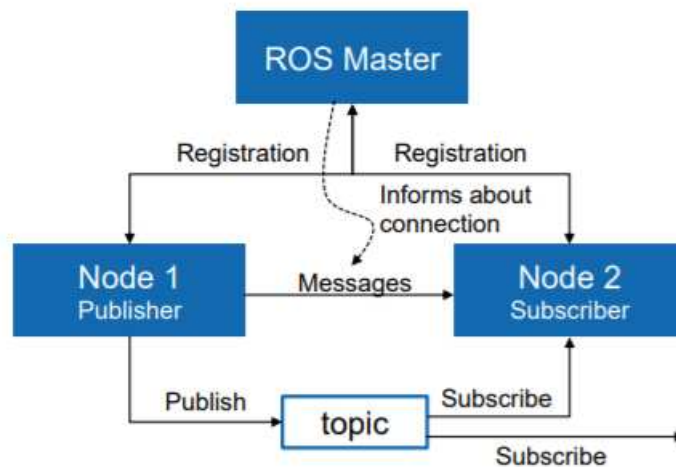 ROS Master
Registration
Registration
Informs about
connection
Node 1
Publisher
Messages
Node 2
Subscriber
Publish
topic
Subscribe
Subscribe